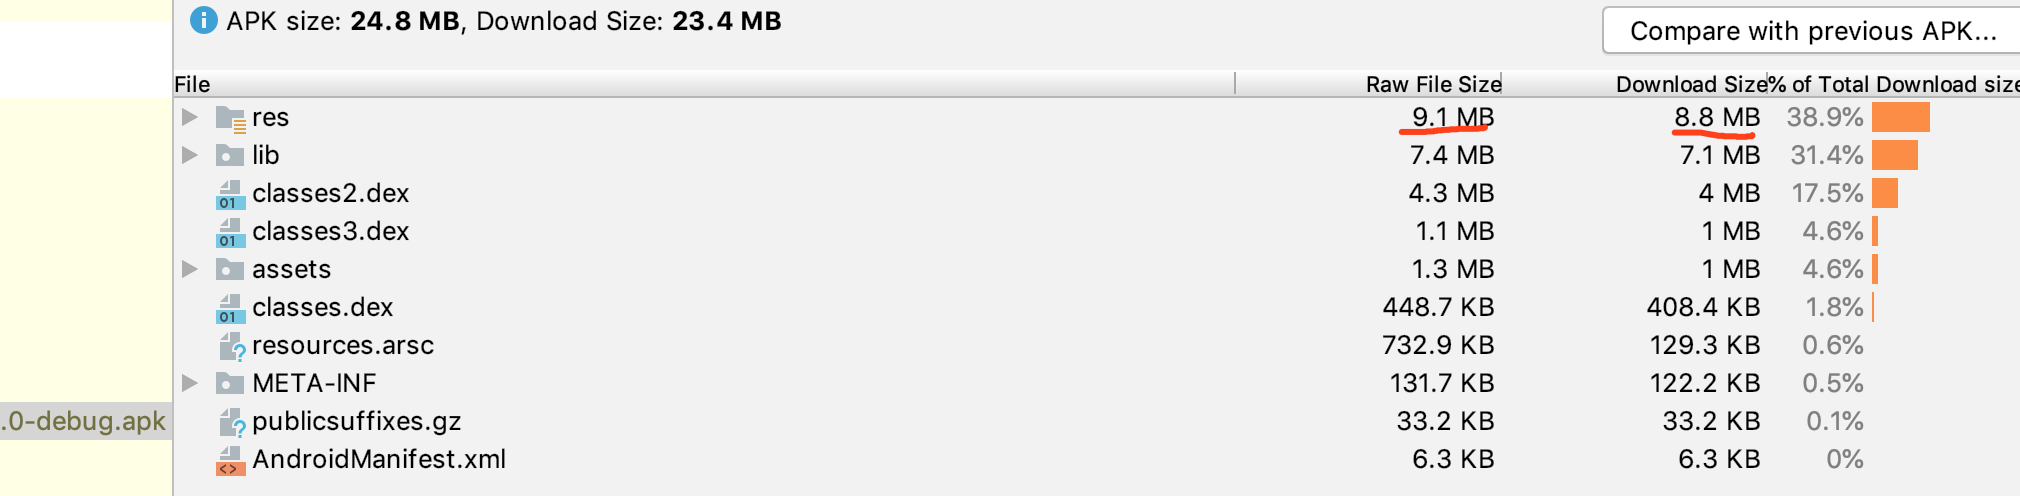 APK size: 24.8 MB, Download Size: 23.4 MB
Compare with previous APK...
File Raw File Size Download Size % of Total Download size
res 9.1 MB 8.8 MB 38.9%
lib 7.4 MB 7.1 MB 31.4%
classes2.dex 4.3 MB 4 MB 17.5%
classes3.dex 1.1 MB 1 MB 4.6%
assets 1.3 MB 1 MB 4.6%
classes.dex 448.7 KB 408.4 KB 1.8%
resources.arsc 732.9 KB 129.3 KB 0.6%
META-INF 131.7 KB 122.2 KB 0.5%
.0-debug.apk publicsuffixes.gz 33.2 KB 33.2 KB 0.1%
AndroidManifest.xml 6.3 KB 6.3 KB 0%